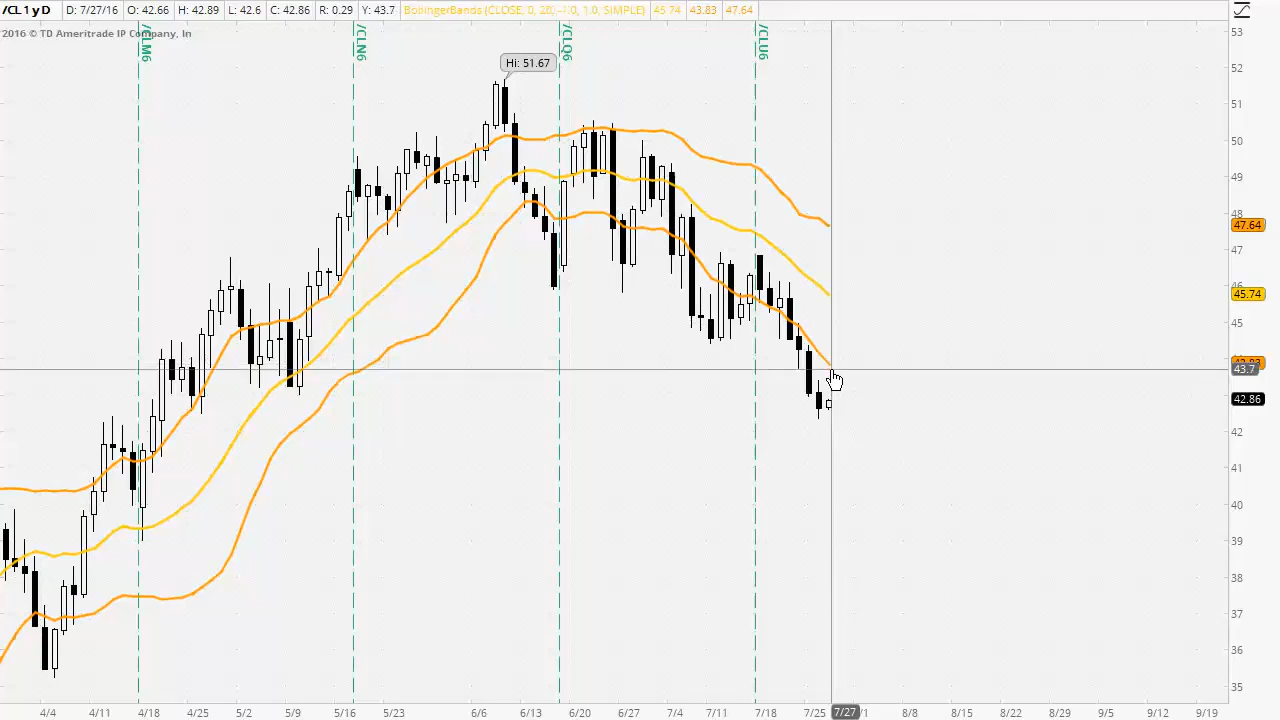 /CL 1 y D D: 7/27/16 O: 42.66 H: 42.89 L: 42.6 C: 42.86 R: 0.29 Y: 43.7 BollingerBands (CLOSE, 0, 20, -1.0, 1.0, SIMPLE) 45.74 43.83 47.64
2016 © TD Ameritrade IP Company, In
/CLM6
/CLN6
/CLQ6
/CLU6
Hi: 51.67
53
52
51
50
49
48
47.64
47
46
45.74
45
43.7
42.86
42
41
40
39
38
37
36
35
4/4 4/11 4/18 4/25 5/2 5/9 5/16 5/23 6/6 6/13 6/20 6/27 7/4 7/11 7/18 7/25 7/27 /1 8/8 8/15 8/22 8/29 9/5 9/12 9/19